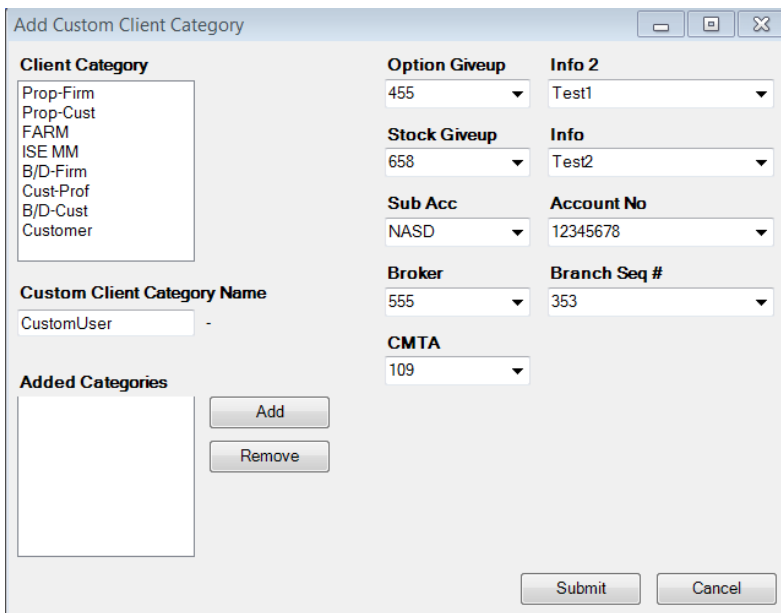 Add Custom Client Category
Client Category
Prop-Firm
Prop-Cust
FARM
ISE MM
B/D-Firm
Cust-Prof
B/D-Cust
Customer
Custom Client Category Name
CustomUser -
Added Categories
Add
Remove
Option Giveup Info 2
455 Test1
Stock Giveup Info
658 Test2
Sub Acc Account No
NASD 12345678
Broker Branch Seq #
555 353
CMTA
109
Submit Cancel